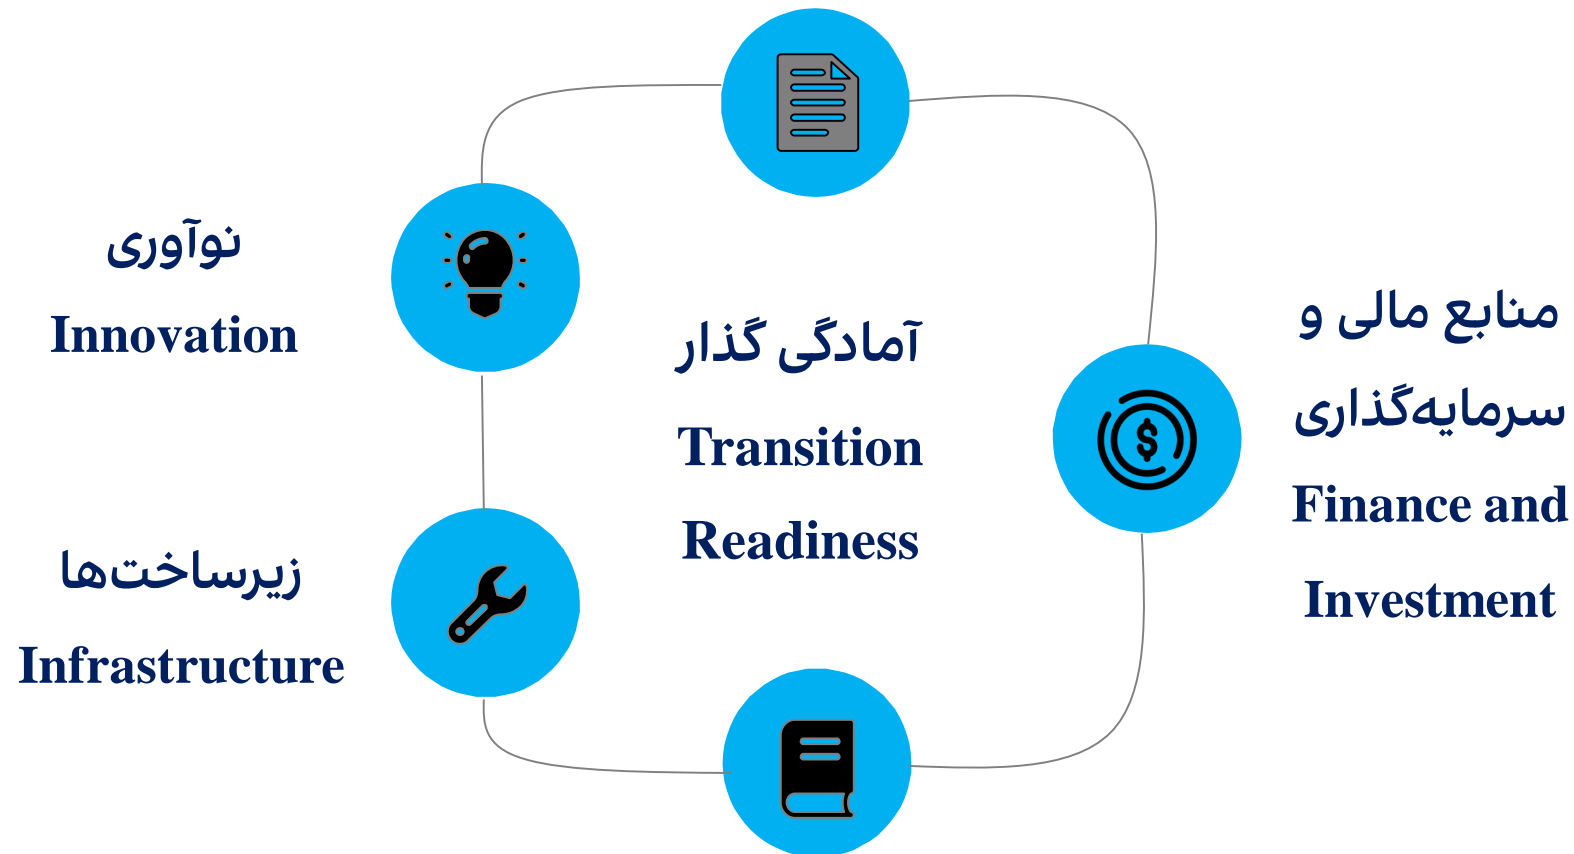 نوآوری
Innovation
زیرساخت‌ها
Infrastructure
آمادگی گذار
Transition
Readiness
منابع مالی و
سرمایه‌گذاری
Finance and
Investment
$